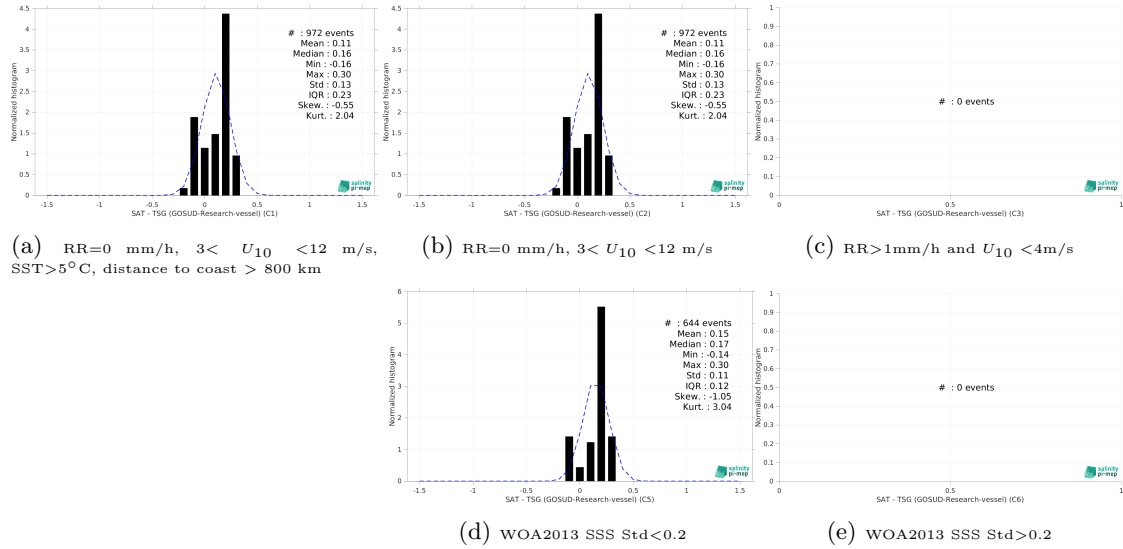 4.5
4
3.5
3
2.5
2
1.5
1
0.5
0
-1.5 -1 -0.5 0 0.5 1 1.5
Normalized histogram
# : 972 events
Mean : 0.11
Median : 0.16
Min : -0.16
Max : 0.30
Std : 0.13
IQR : 0.23
Skew. : -0.55
Kurt. : 2.04
salinity
pi-mep
SAT - TSG (GOSUD-Research-vessel) (C1)
(a) RR=0 mm/h, 3< U10 <12 m/s,
SST>5°C, distance to coast > 800 km
4.5
4
3.5
3
2.5
2
1.5
1
0.5
0
-1.5 -1 -0.5 0 0.5 1 1.5
Normalized histogram
# : 972 events
Mean : 0.11
Median : 0.16
Min : -0.16
Max : 0.30
Std : 0.13
IQR : 0.23
Skew. : -0.55
Kurt. : 2.04
salinity
pi-mep
SAT - TSG (GOSUD-Research-vessel) (C2)
(b) RR=0 mm/h, 3< U10 <12 m/s
1
0.9
0.8
0.7
0.6
0.5
0.4
0.3
0.2
0.1
0
0 0.5 1
Normalized histogram
# : 0 events
salinity
pi-mep
SAT - TSG (GOSUD-Research-vessel) (C3)
(c) RR>1mm/h and U10 <4m/s
6
5
4
3
2
1
0
-1.5 -1 -0.5 0 0.5 1 1.5
Normalized histogram
# : 644 events
Mean : 0.15
Median : 0.17
Min : -0.14
Max : 0.30
Std : 0.11
IQR : 0.12
Skew. : -1.05
Kurt. : 3.04
salinity
pi-mep
SAT - TSG (GOSUD-Research-vessel) (C5)
(d) WOA2013 SSS Std<0.2
1
0.9
0.8
0.7
0.6
0.5
0.4
0.3
0.2
0.1
0
0 0.5 1
Normalized histogram
# : 0 events
salinity
pi-mep
SAT - TSG (GOSUD-Research-vessel) (C6)
(e) WOA2013 SSS Std>0.2